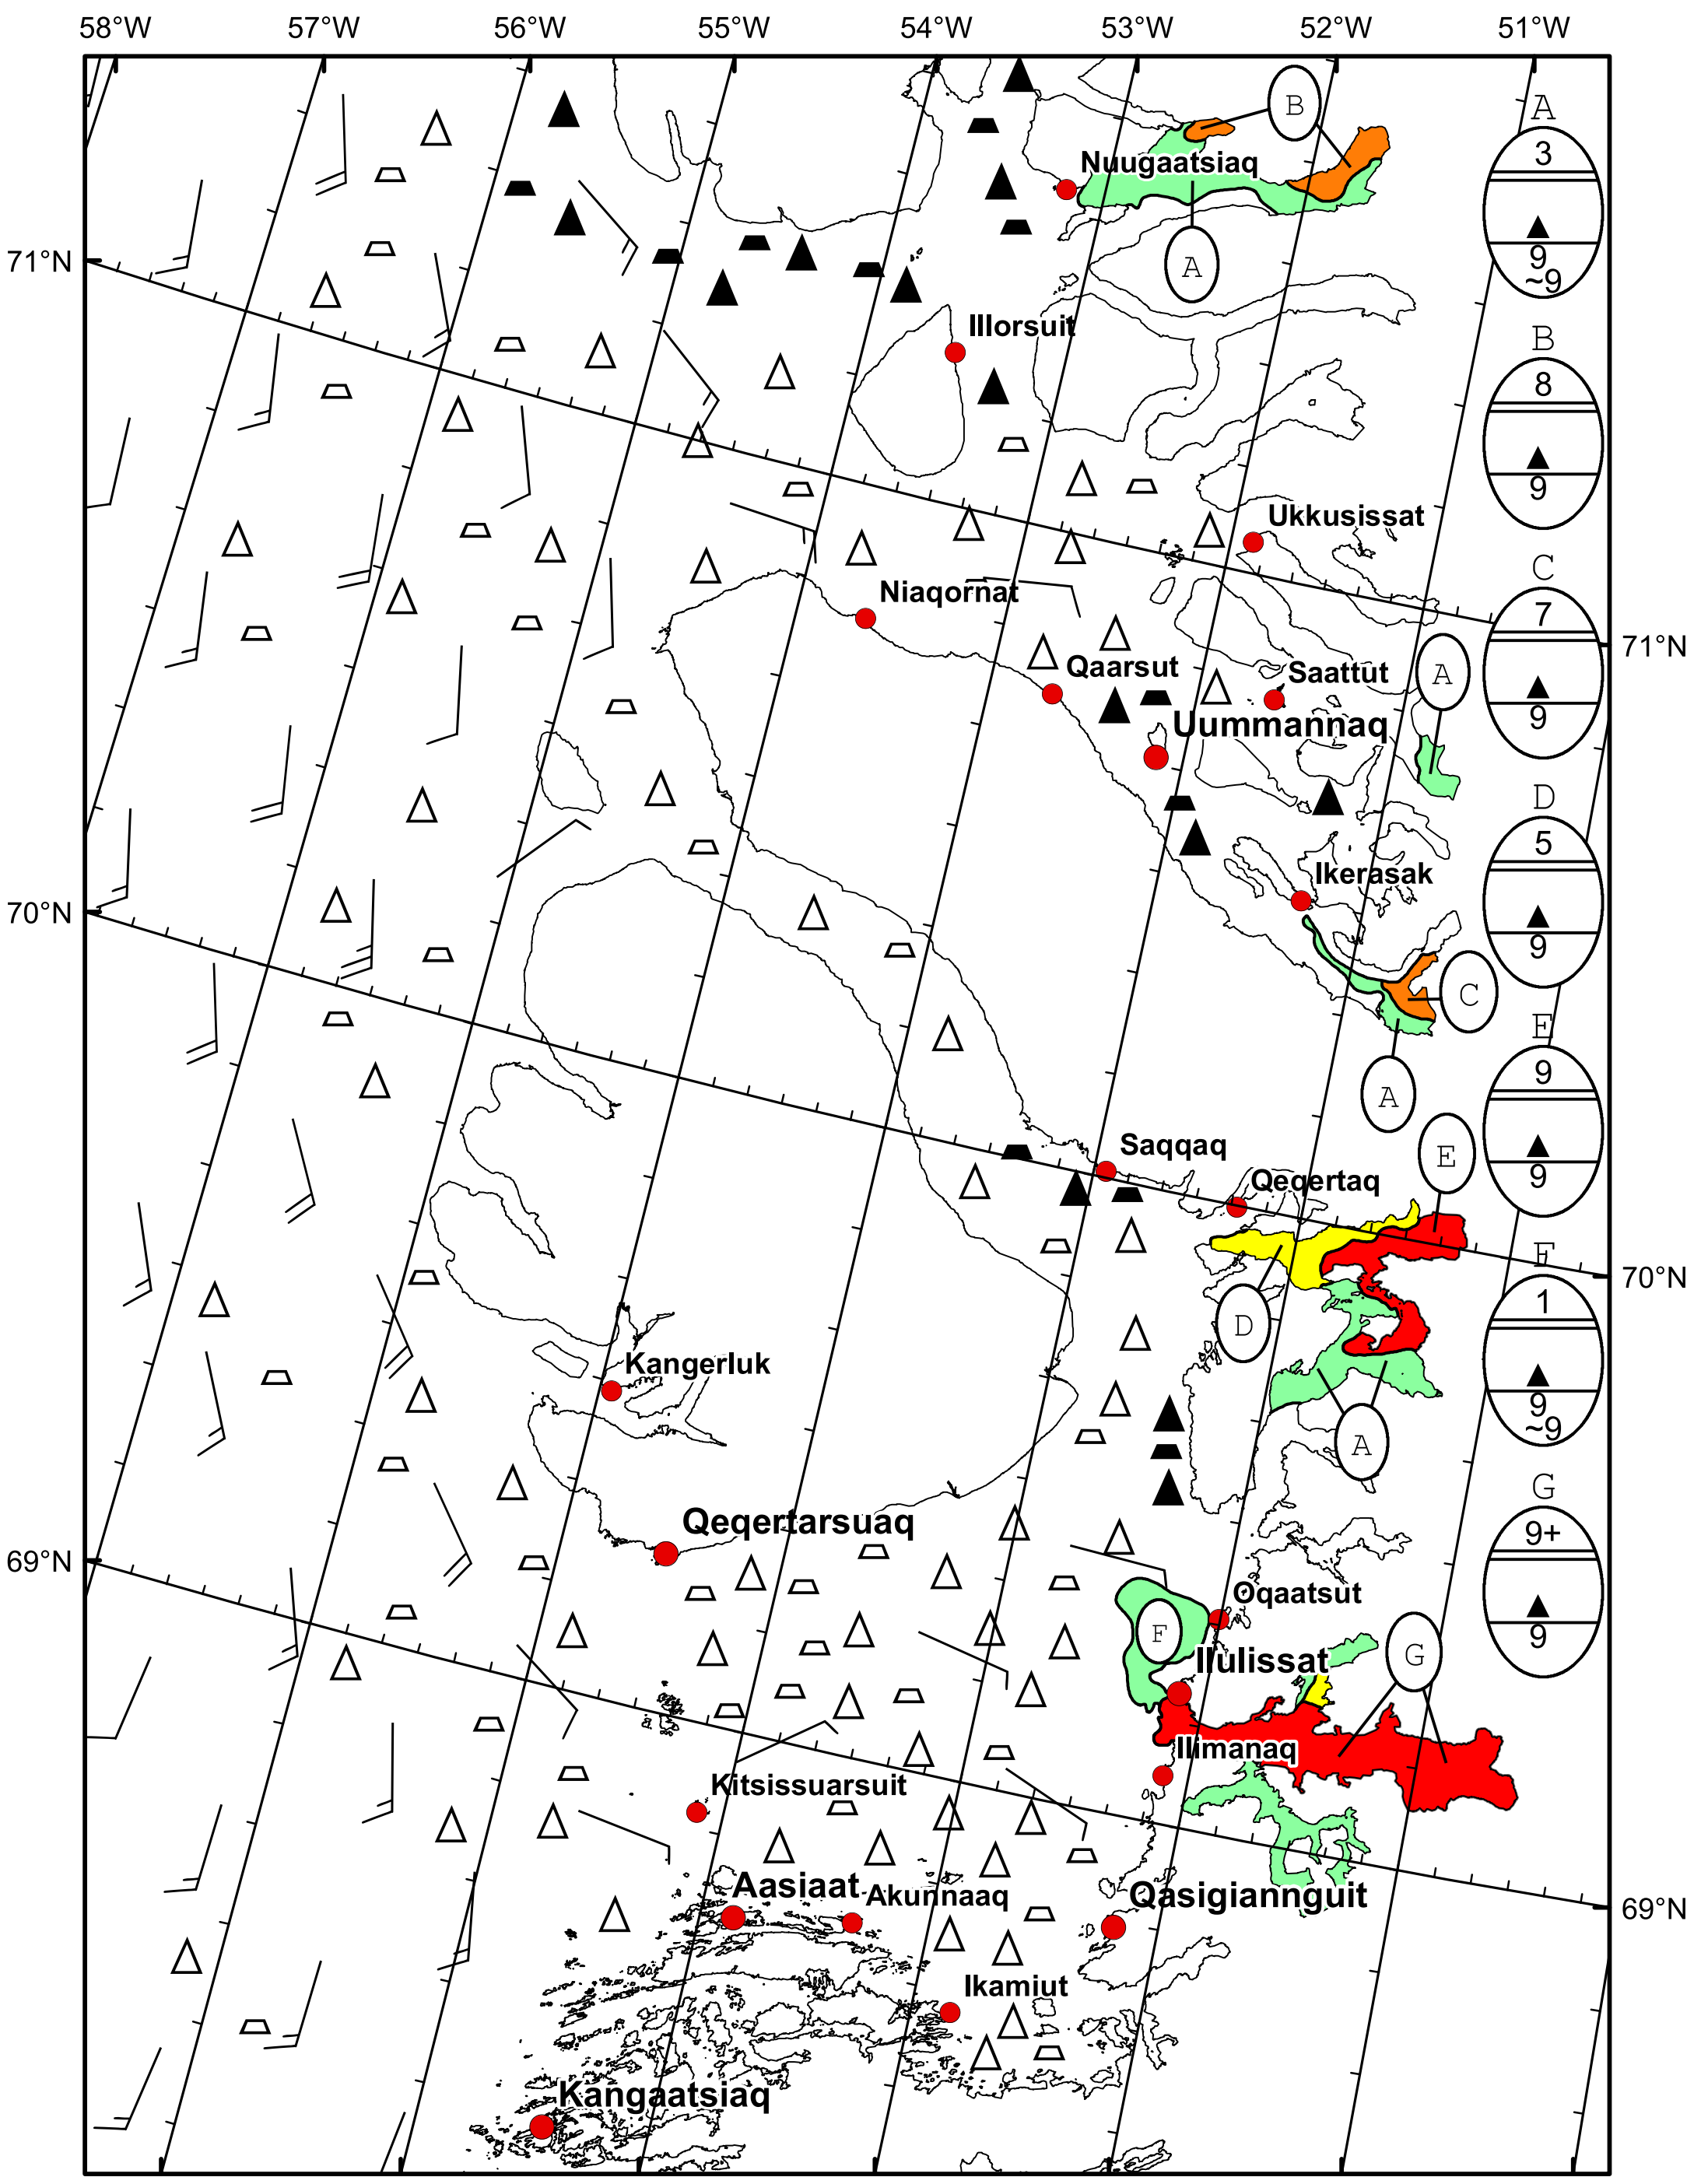 58°W 57°W 56°W 55°W 54°W 53°W 52°W 51°W
A
3
9
~9
B
8
9
C
7
9
D
5
9
E
9
9
F
1
9
~9
G
9+
9
B
Nuugaatsiaq
A
71°N
Illorsuit
Ukkusissat
Niaqornat
71°N
Qaarsut
Saattut
A
Uummannaq
Ikerasak
70°N
C
A
Saqqaq
E
Qeqertaq
70°N
D
Kangerluk
A
Qeqertarsuaq
69°N
Oqaatsut
F
Ilulissat
G
Ilimanaq
Kitsissuarsuit
Aasiaat
Akunnaaq
Qasigiannguit
69°N
Ikamiut
Kangaatsiaq